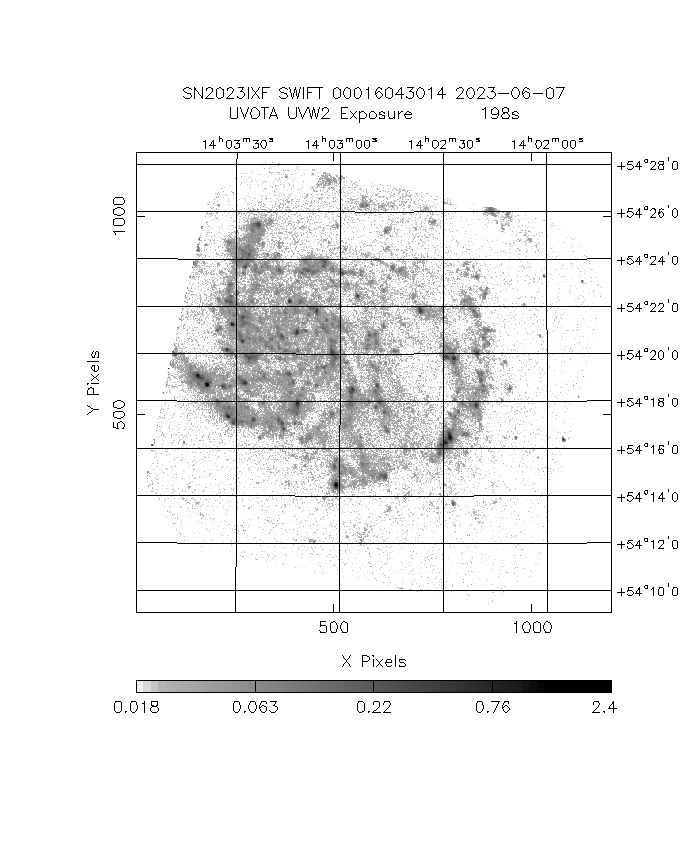 SN2023IXF SWIFT 00016043014 2023-06-07
UVOTA UVW2 Exposure 198s
14ʰ03ᵐ30ˢ 14ʰ03ᵐ00ˢ 14ʰ02ᵐ30ˢ 14ʰ02ᵐ00ˢ
+54°28'0
1000
+54°26'0
+54°24'0
+54°22'0
+54°20'0
Y Pixels
+54°18'0
500
+54°16'0
+54°14'0
+54°12'0
+54°10'0
500 1000
X Pixels
0.018 0.063 0.22 0.76 2.4